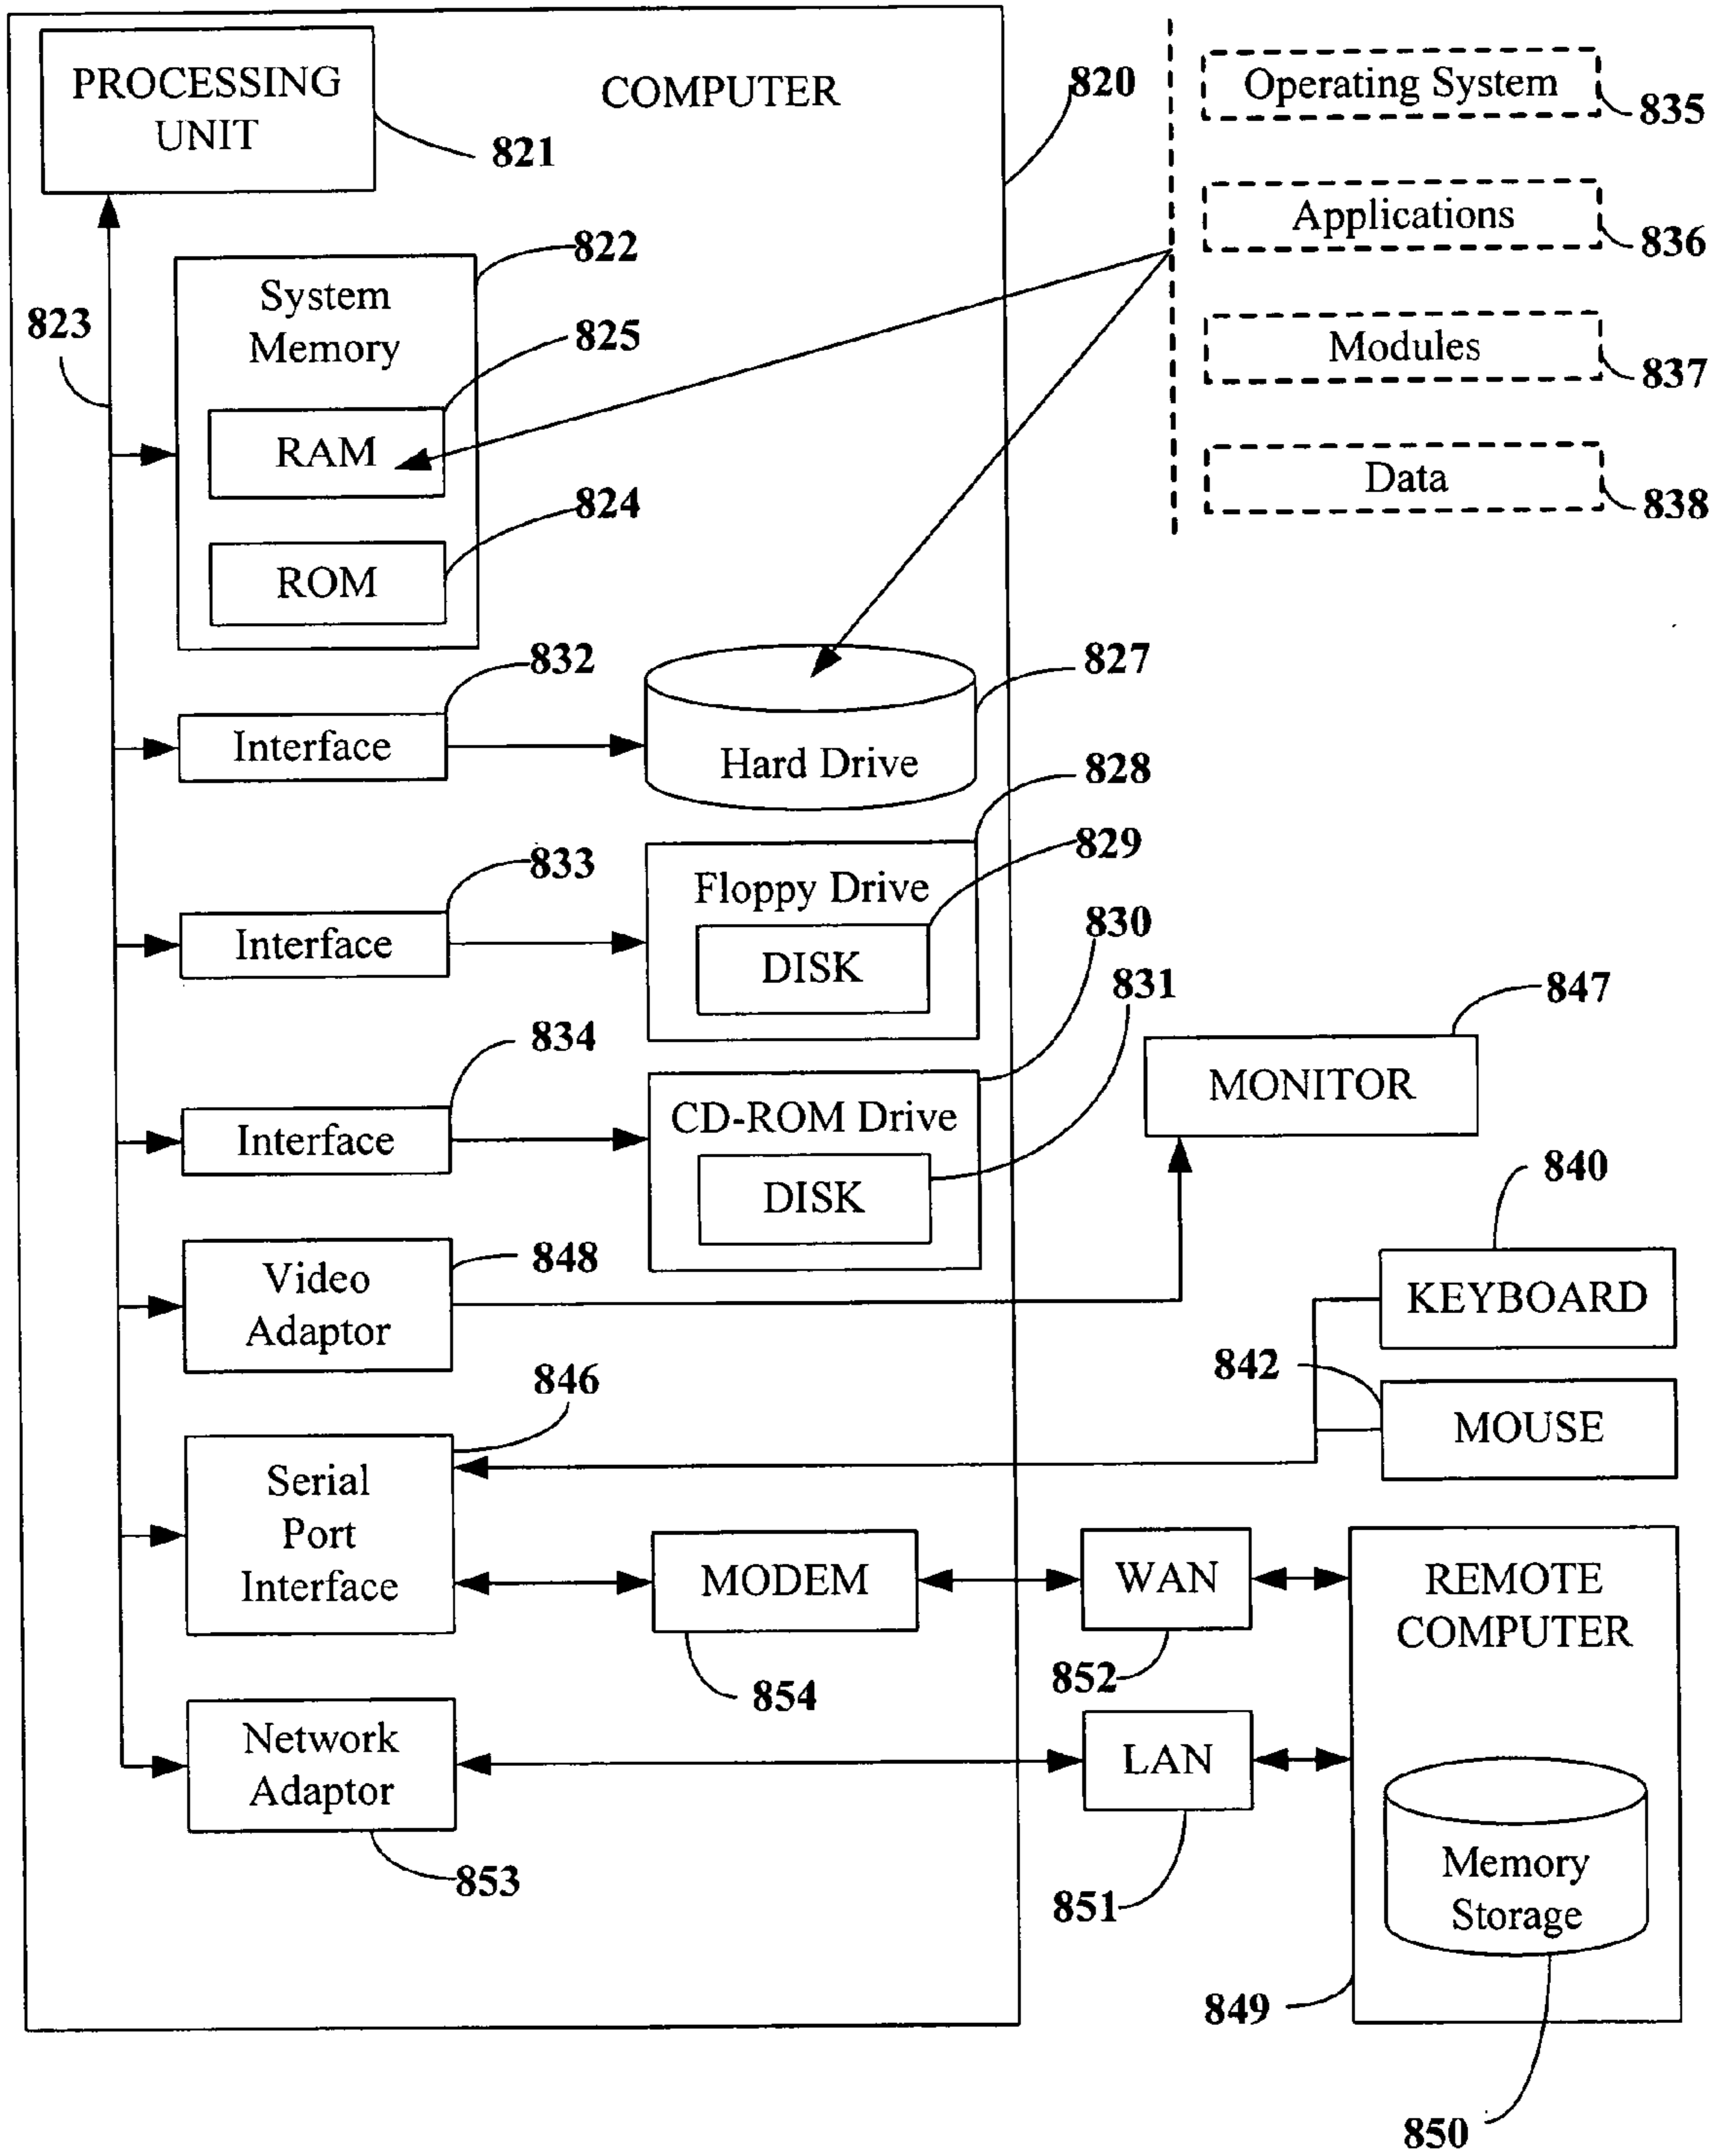 PROCESSING
UNIT
821
COMPUTER
820
Operating System
835
Applications
836
Modules
837
Data
838
822
System
Memory
823
825
RAM
824
ROM
832
Interface
827
Hard Drive
828
833
Interface
829
Floppy Drive
DISK
830
831
834
Interface
CD-ROM Drive
DISK
847
MONITOR
840
KEYBOARD
848
Video
Adaptor
842
MOUSE
846
Serial
Port
Interface
MODEM
854
WAN
852
REMOTE
COMPUTER
Network
Adaptor
853
LAN
851
Memory
Storage
849
850